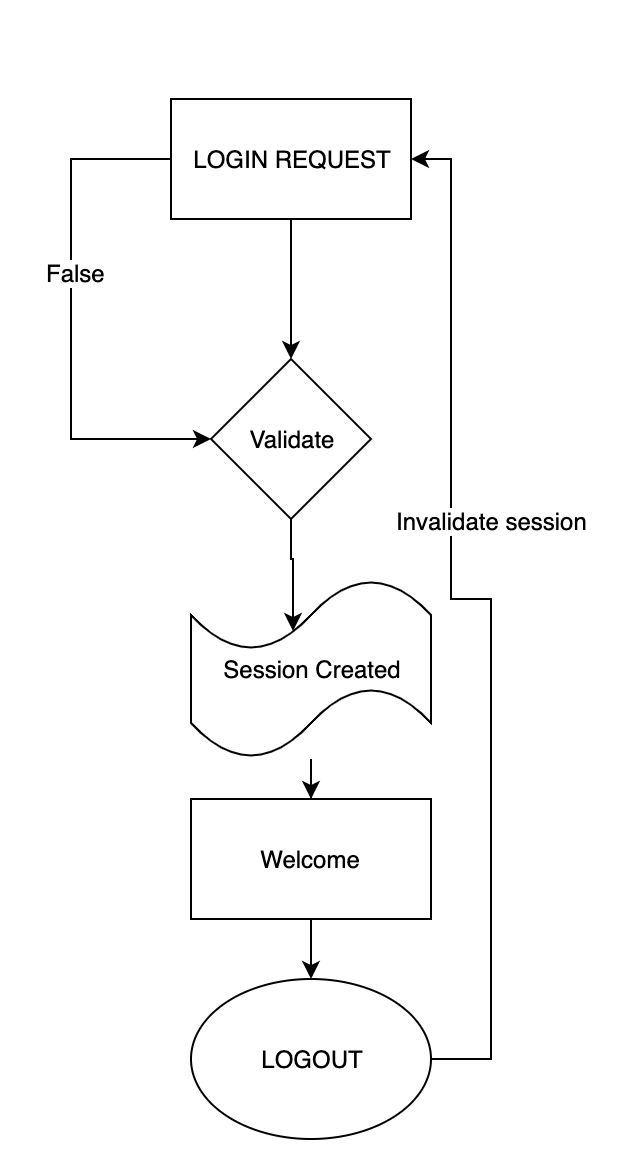 LOGIN REQUEST
False
Validate
Invalidate session
Session Created
Welcome
LOGOUT